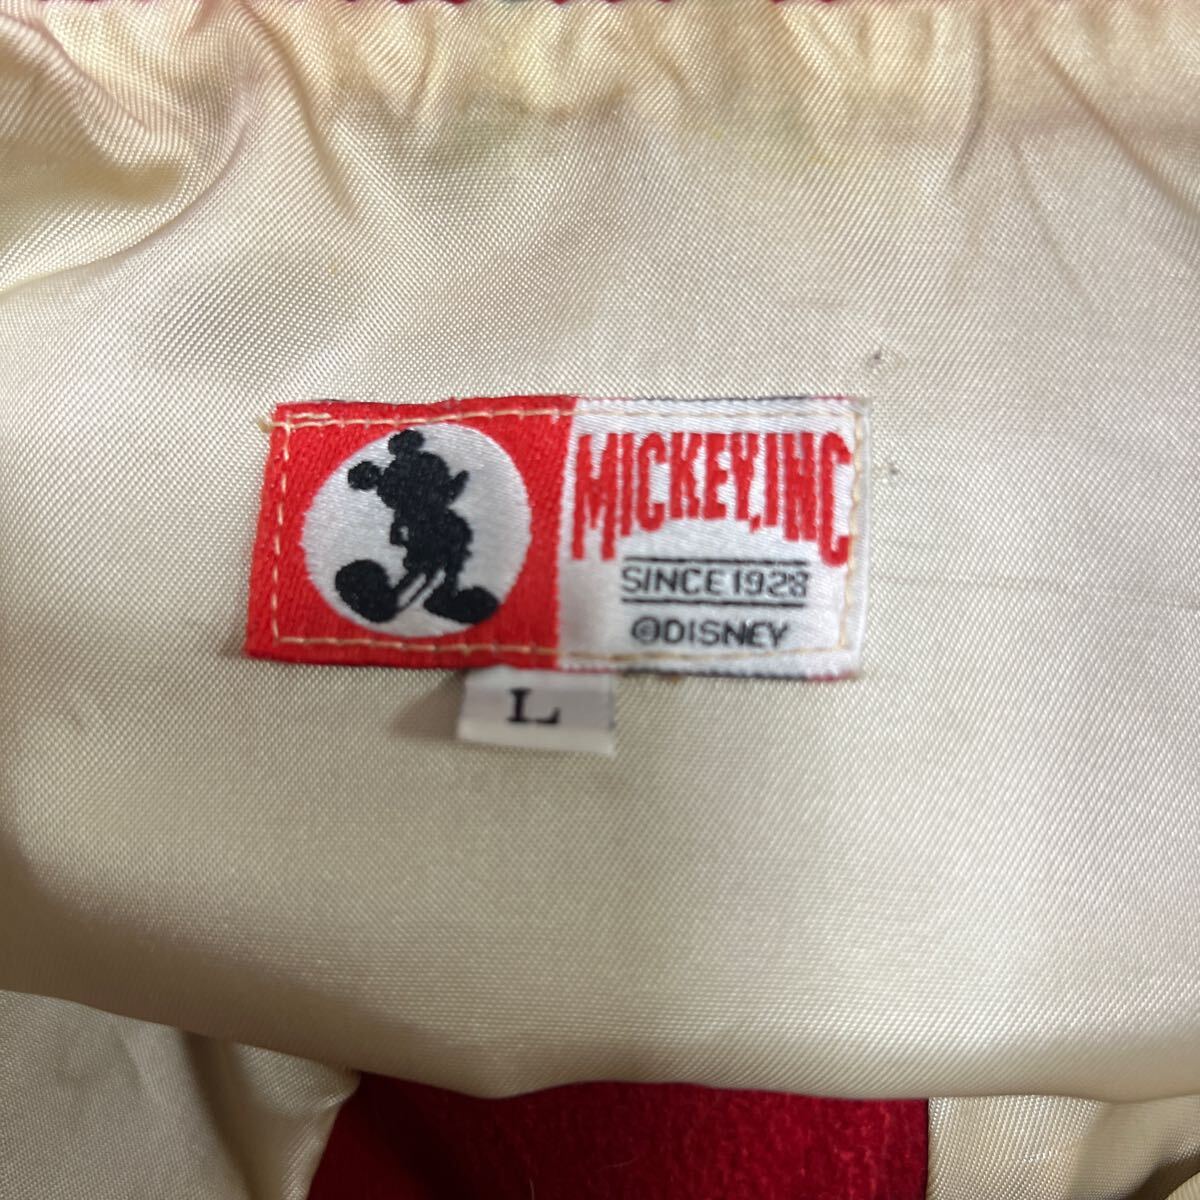 MICKEY, INC
SINCE 1928
©DISNEY
L